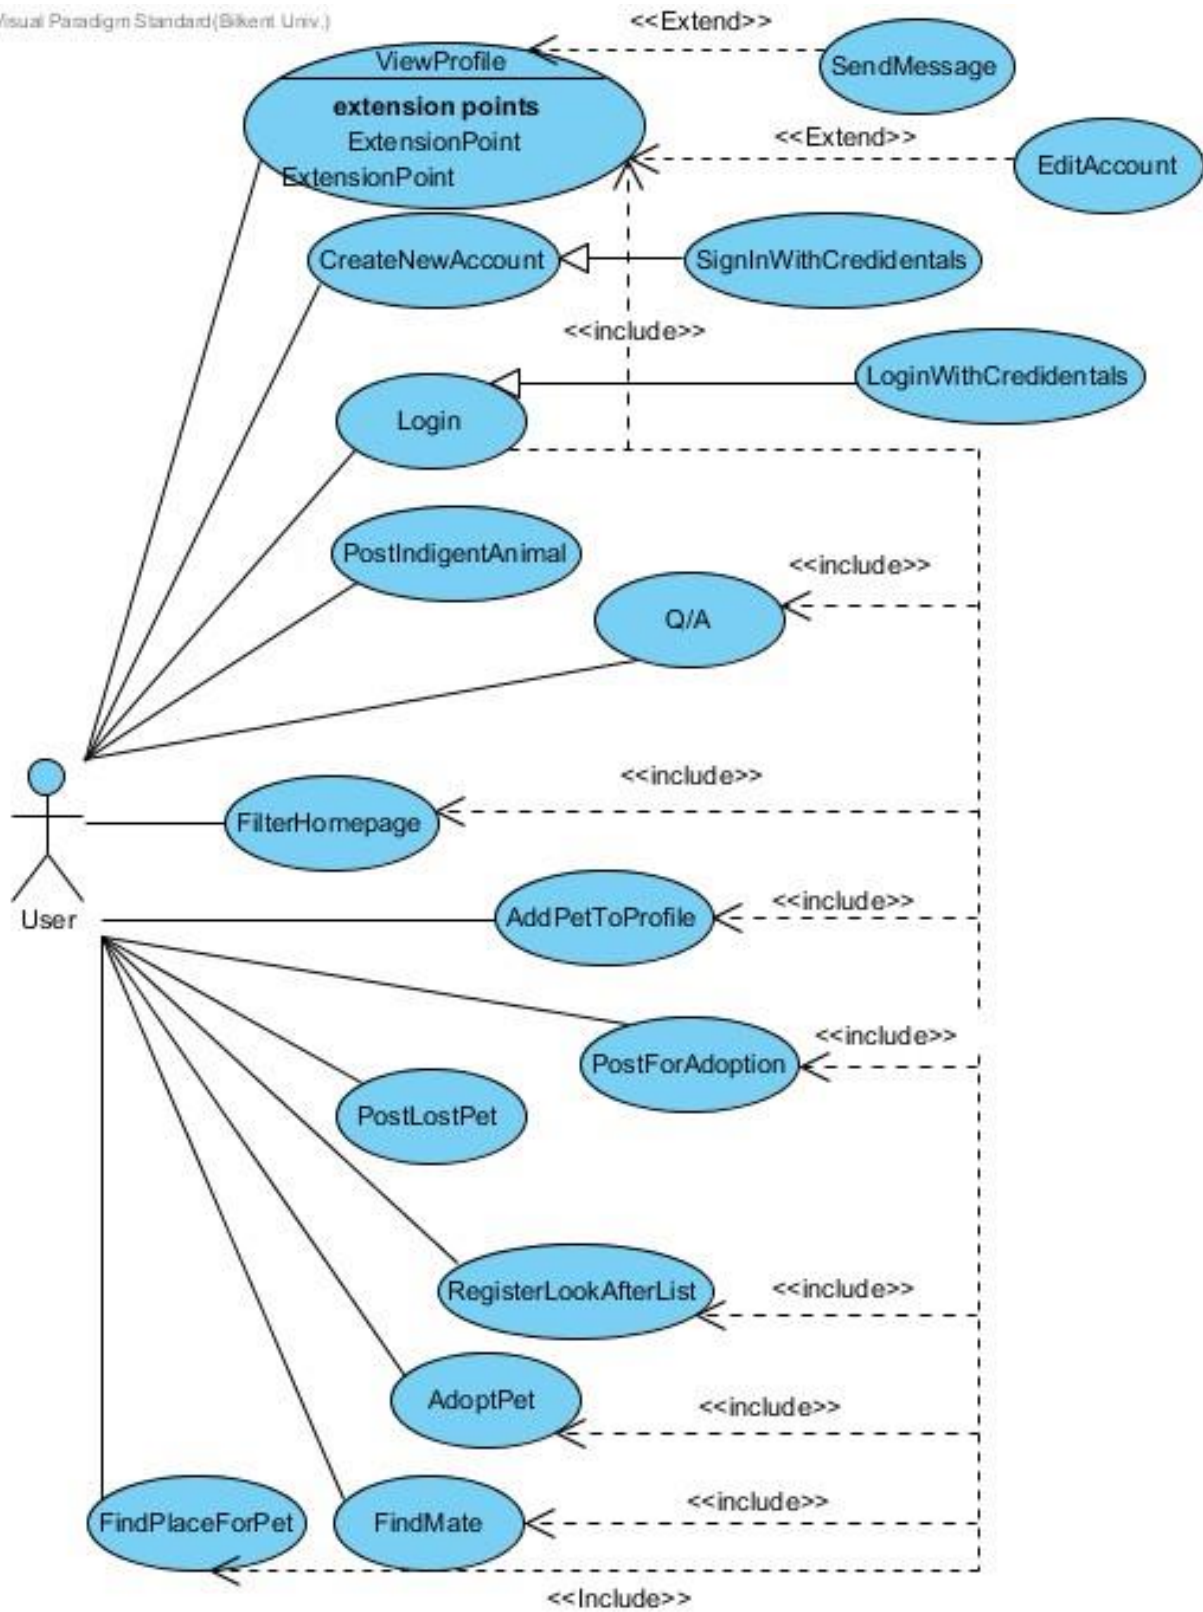 Visual Paradigm Standard(Bilkent Univ.)
<<Extend>>
ViewProfile
SendMessage
extension points
ExtensionPoint
ExtensionPoint
<<Extend>>
EditAccount
CreateNewAccount
SignInWithCredidentals
<<include>>
LoginWithCredidentals
Login
PostIndigentAnimal
<<include>>
Q/A
<<include>>
FilterHomepage
<<include>>
AddPetToProfile
User
<<include>>
PostForAdoption
PostLostPet
<<include>>
RegisterLookAfterList
AdoptPet
<<include>>
<<include>>
FindPlaceForPet
FindMate
<<Include>>